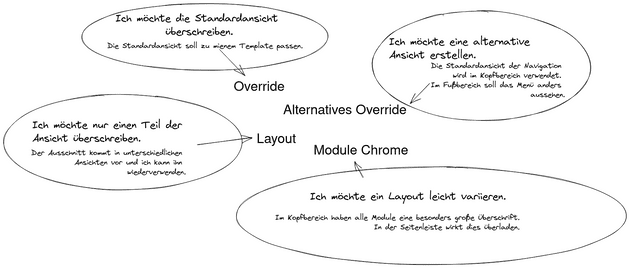 Ich möchte die Standardansicht
überschreiben.
Die Standardansicht soll zu mienem Template passen.
Override
Ich möchte eine alternative
Ansicht erstellen.
Die Standardansicht der Navigation
wird im Kopfbereich verwendet.
Im Fußbereich soll das Menü anders
aussehen.
Alternatives Override
Ich möchte nur einen Teil der
Ansicht überschreiben.
Der Ausschnitt kommt in unterschiedlichen
Ansichten vor und ich kann ihn
wiederverwenden.
Layout
Module Chrome
Ich möchte ein Layout leicht variieren.
Im Kopfbereich haben alle Module eine besonders große Überschrift.
In der Seitenleiste wirkt dies überladen.